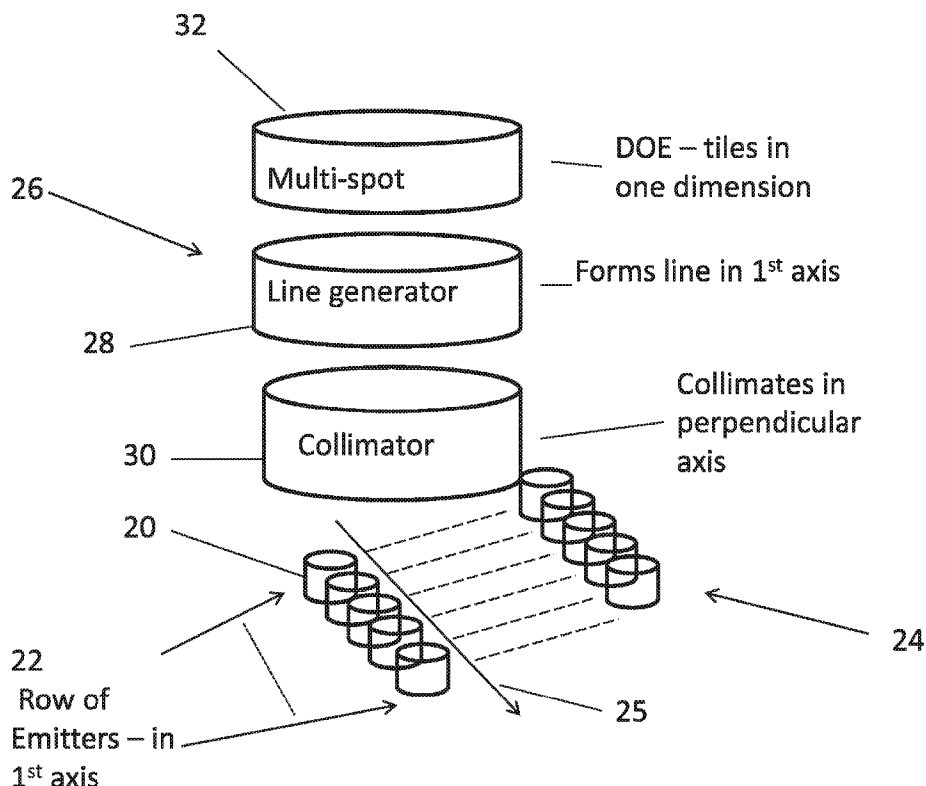 32
DOE – tiles in
one dimension
Multi-spot
26
Forms line in 1st axis
Line generator
28
Collimates in
perpendicular
axis
Collimator
30
20
24
22
Row of
Emitters – in
1st axis
25